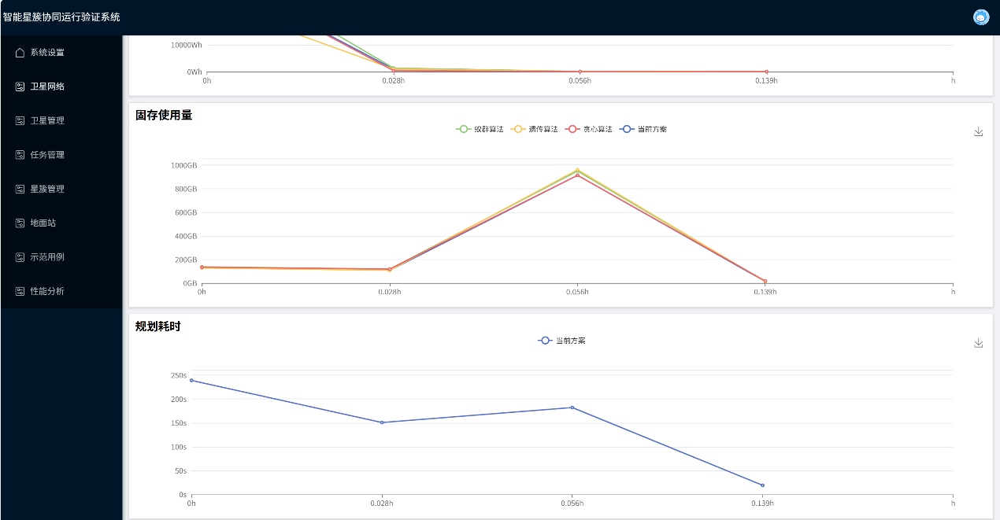 智能星簇协同运行验证系统
系统设置
卫星网络
卫星管理
任务管理
星簇管理
地面站
示范用例
性能分析
10000Wh
0Wh
0h 0.028h 0.056h 0.139h h
固存使用量
蚁群算法 遗传算法 贪心算法 当前方案
1000GB
800GB
600GB
400GB
200GB
0GB
0h 0.028h 0.056h 0.139h h
规划耗时
当前方案
250s
200s
150s
100s
50s
0s
0h 0.028h 0.056h 0.139h h